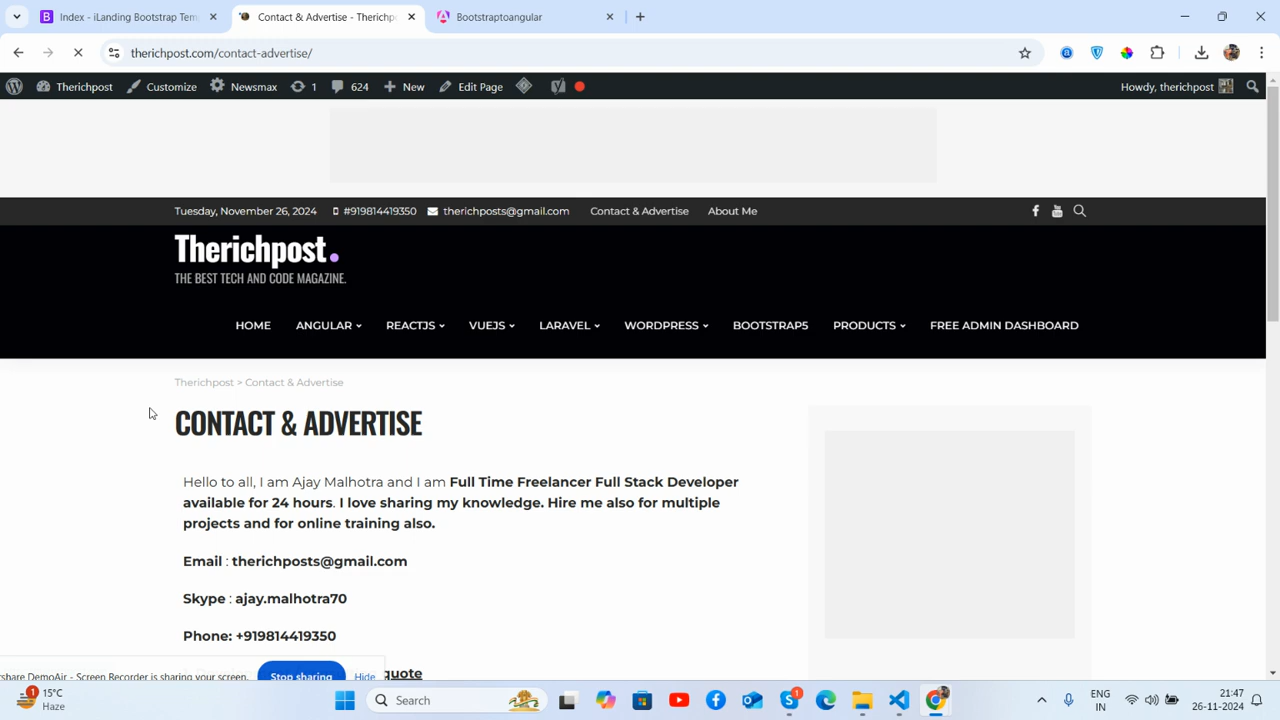 Index - iLanding Bootstrap Tem
Contact & Advertise - Therichpo
Bootstraptoangular
therichpost.com/contact-advertise/
Therichpost
Customize
Newsmax
1
624
New
Edit Page
Howdy, therichpost
Tuesday, November 26, 2024
#919814419350
therichposts@gmail.com
Contact & Advertise
About Me
Therichpost.
THE BEST TECH AND CODE MAGAZINE.
HOME
ANGULAR
REACTJS
VUEJS
LARAVEL
WORDPRESS
BOOTSTRAP5
PRODUCTS
FREE ADMIN DASHBOARD
Therichpost > Contact & Advertise
CONTACT & ADVERTISE
Hello to all, I am Ajay Malhotra and I am Full Time Freelancer Full Stack Developer
available for 24 hours. I love sharing my knowledge. Hire me also for multiple
projects and for online training also.
Email : therichposts@gmail.com
Skype : ajay.malhotra70
Phone: +919814419350
quote
share DemoAir - Screen Recorder is sharing your screen.
Stop sharing
Hide
1
15°C
Haze
Search
1
ENG
IN
21:47
26-11-2024